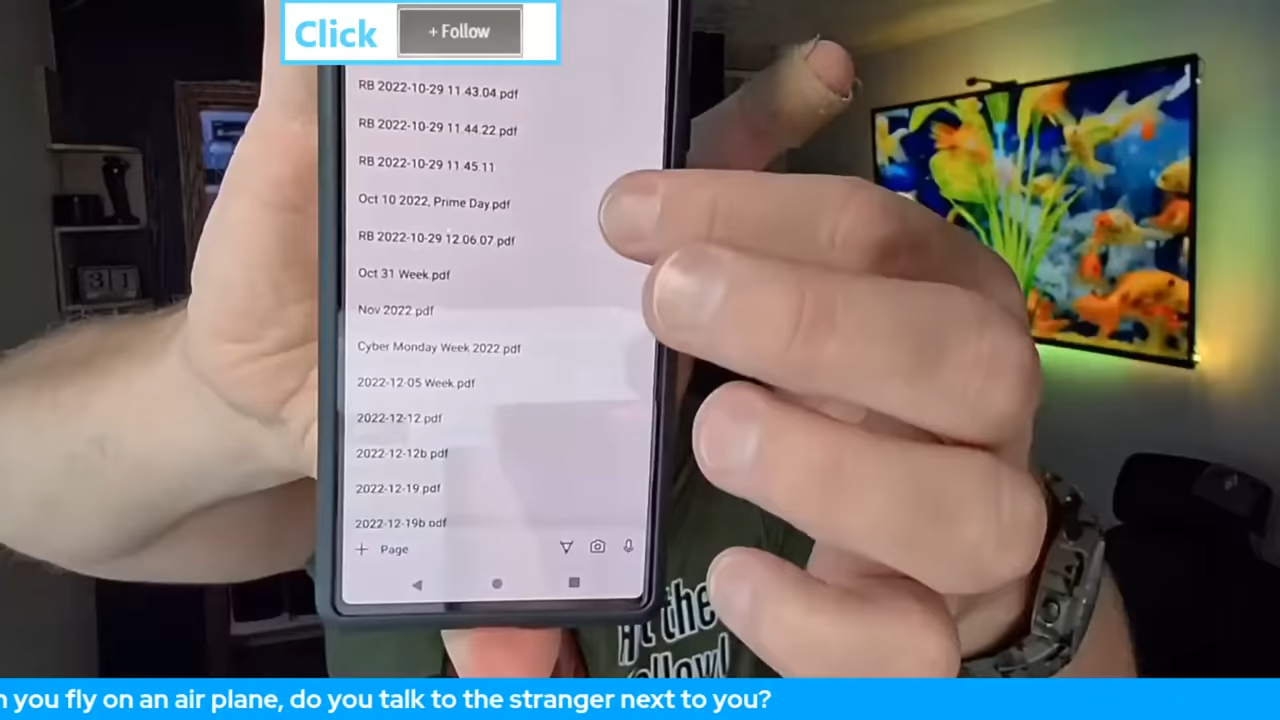 Click + Follow
RB 2022-10-29 11.43.04.pdf
RB 2022-10-29 11.44.22.pdf
RB 2022-10-29 11.45.11
Oct 10 2022, Prime Day.pdf
RB 2022-10-29 12.06.07.pdf
Oct 31 Week.pdf
Nov 2022.pdf
Cyber Monday Week 2022.pdf
2022-12-05 Week.pdf
2022-12-12.pdf
2022-12-12b.pdf
2022-12-19.pdf
2022-12-19b.pdf
+ Page
31
the
you fly on an air plane, do you talk to the stranger next to you?